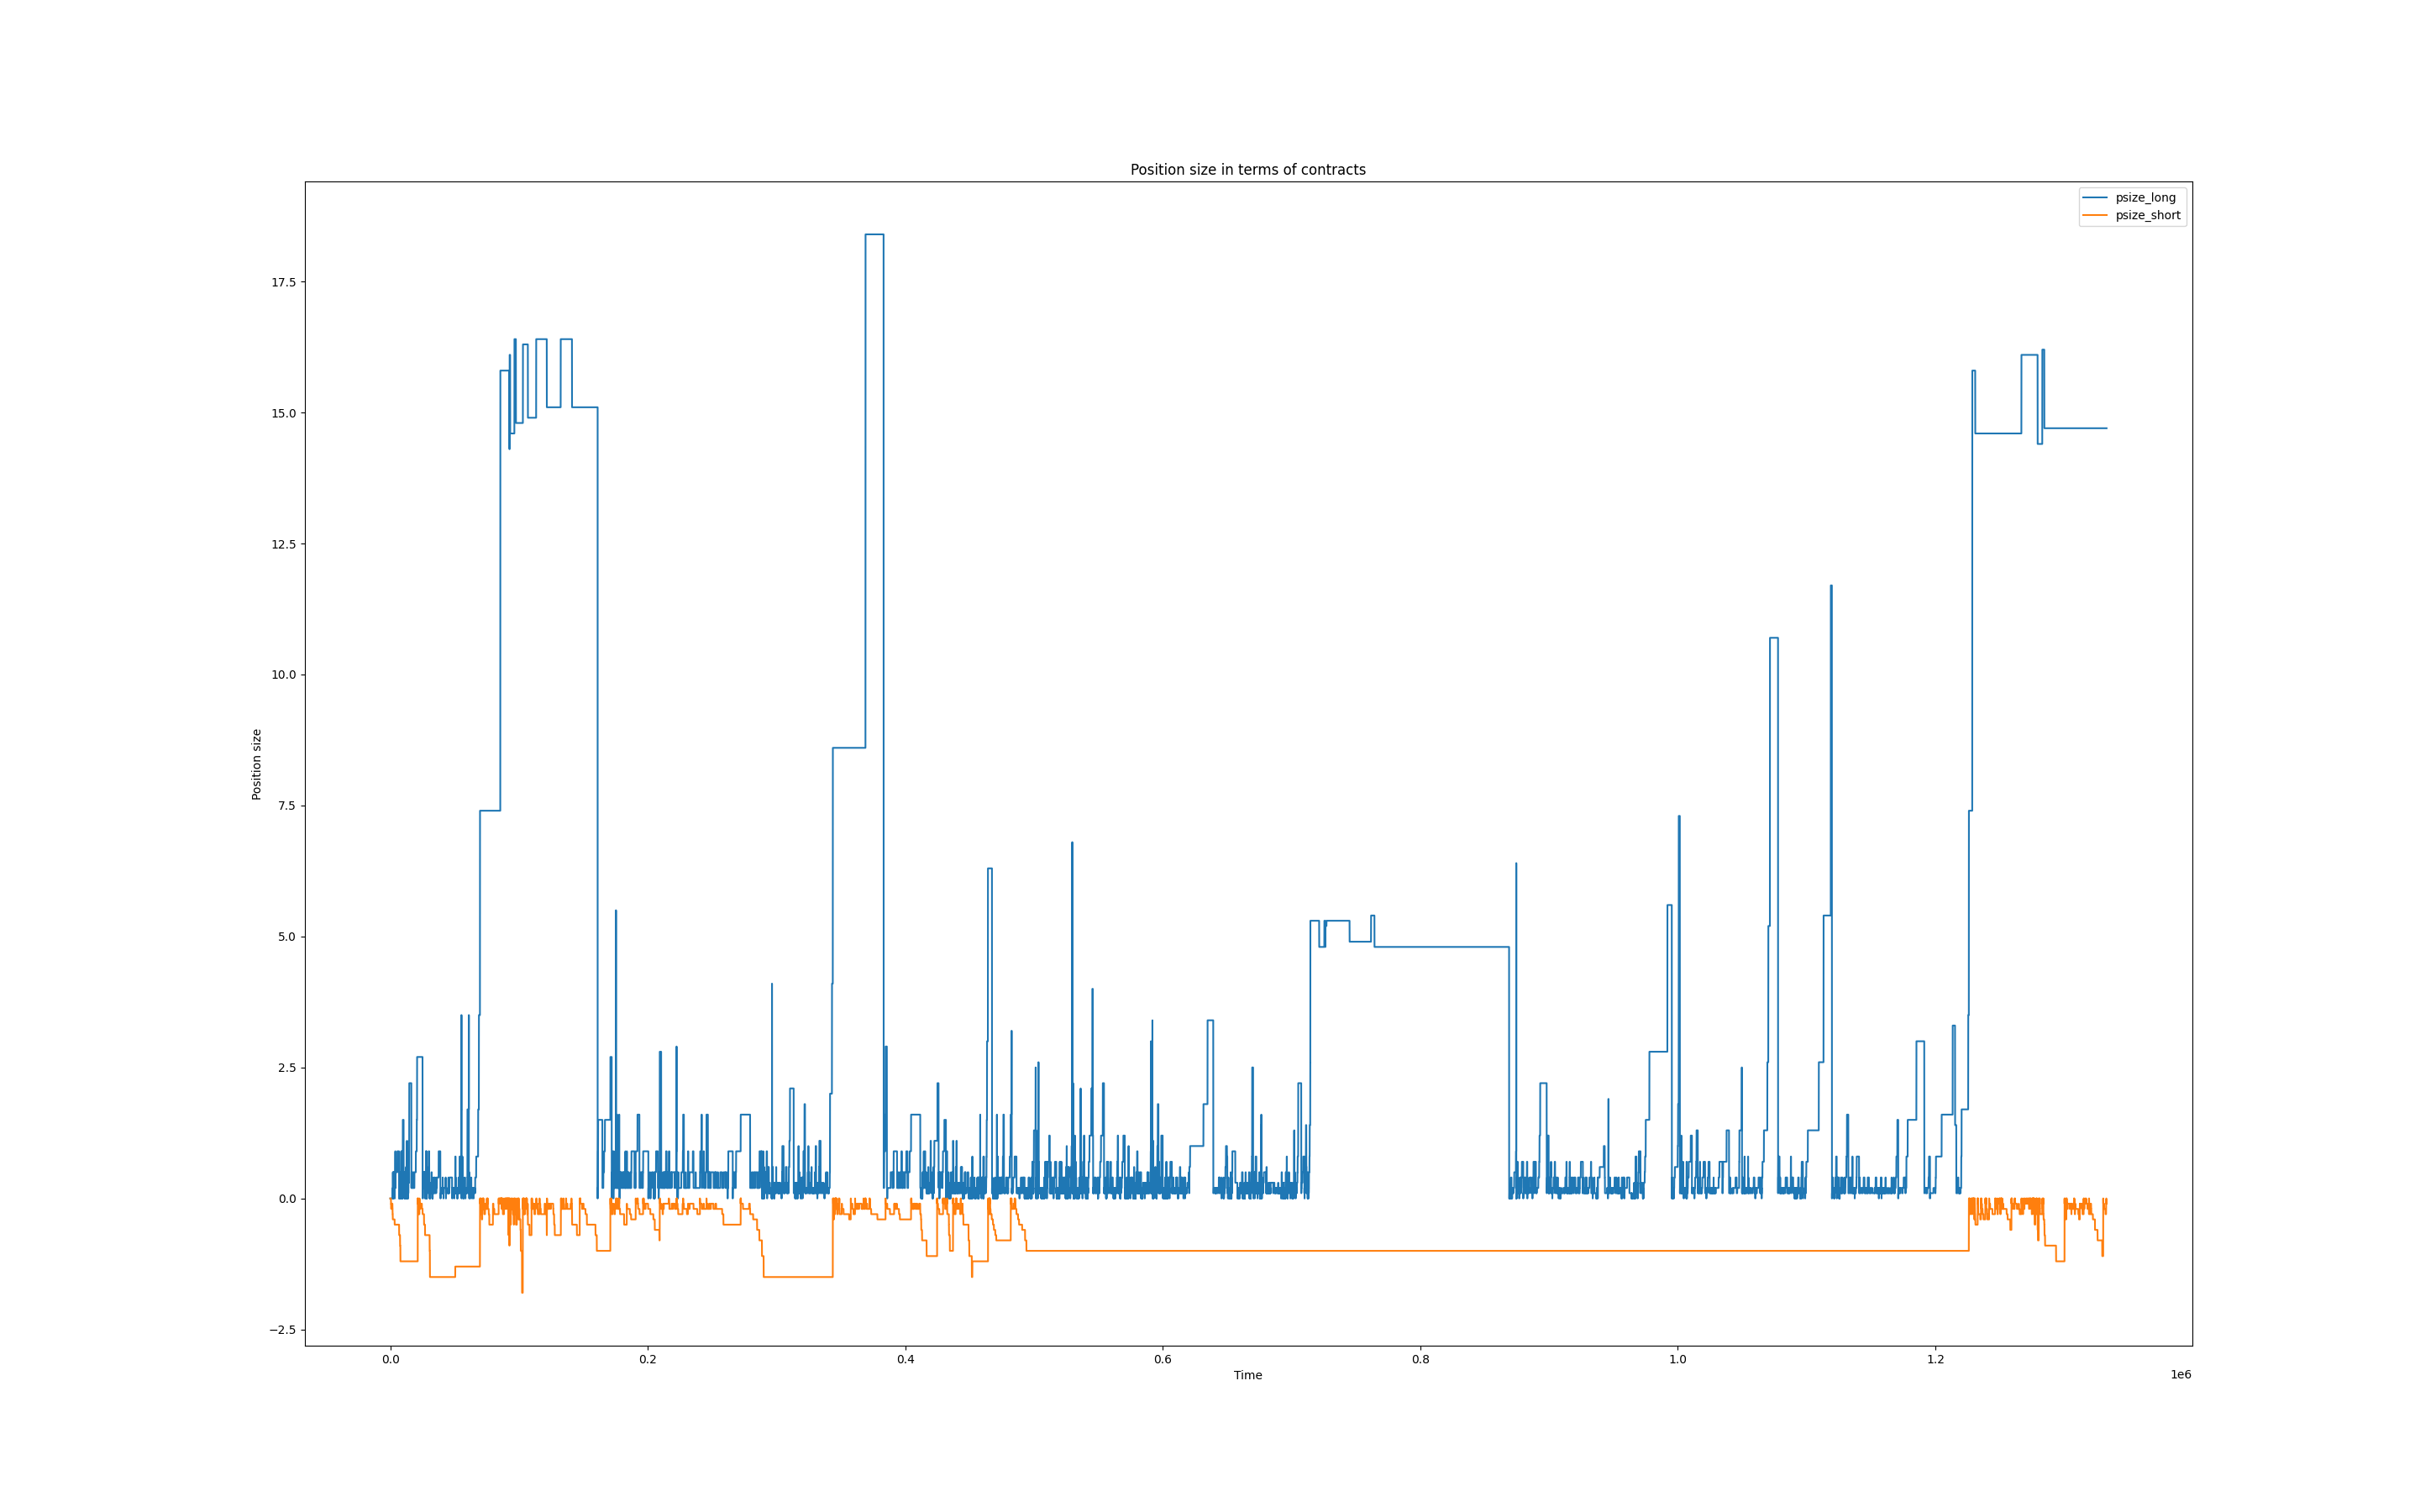 Position size in terms of contracts
psize_long
psize_short
17.5
15.0
12.5
10.0
7.5
5.0
2.5
0.0
−2.5
Position size
0.0 0.2 0.4 0.6 0.8 1.0 1.2
Time
1e6